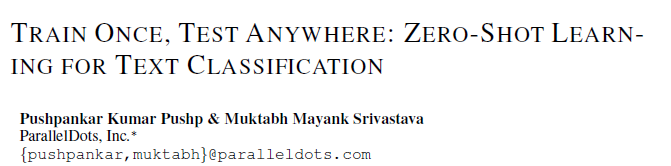 TRAIN ONCE, TEST ANYWHERE: ZERO-SHOT LEARN-
ING FOR TEXT CLASSIFICATION
Pushpankar Kumar Pushp & Muktabh Mayank Srivastava
ParallelDots, Inc.*
{pushpankar,muktabh}@paralleldots.com